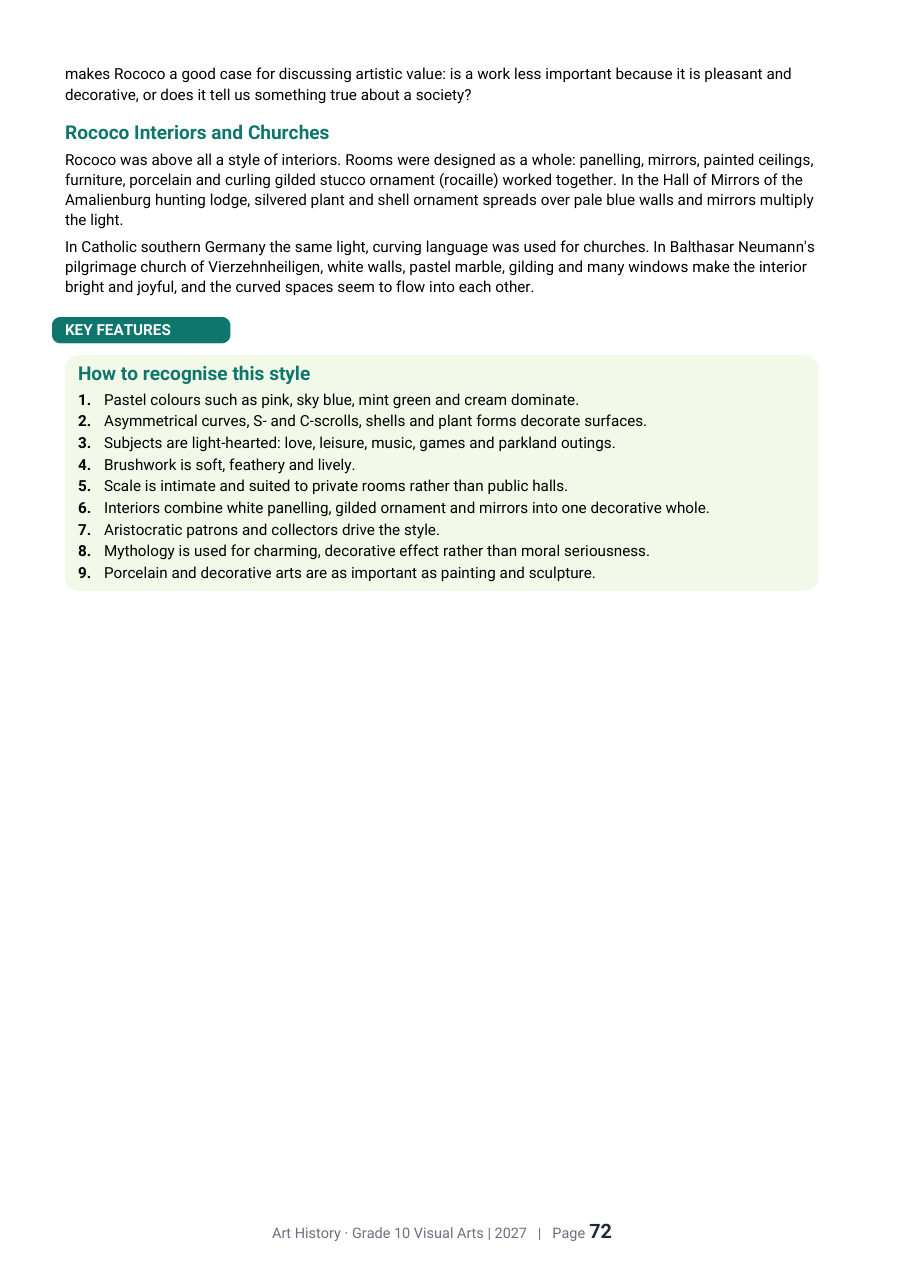 makes Rococo a good case for discussing artistic value: is a work less important because it is pleasant and
decorative, or does it tell us something true about a society?
Rococo Interiors and Churches
Rococo was above all a style of interiors. Rooms were designed as a whole: panelling, mirrors, painted ceilings,
furniture, porcelain and curling gilded stucco ornament (rocaille) worked together. In the Hall of Mirrors of the
Amalienburg hunting lodge, silvered plant and shell ornament spreads over pale blue walls and mirrors multiply
the light.
In Catholic southern Germany the same light, curving language was used for churches. In Balthasar Neumann's
pilgrimage church of Vierzehnheiligen, white walls, pastel marble, gilding and many windows make the interior
bright and joyful, and the curved spaces seem to flow into each other.
KEY FEATURES
How to recognise this style
1. Pastel colours such as pink, sky blue, mint green and cream dominate.
2. Asymmetrical curves, S- and C-scrolls, shells and plant forms decorate surfaces.
3. Subjects are light-hearted: love, leisure, music, games and parkland outings.
4. Brushwork is soft, feathery and lively.
5. Scale is intimate and suited to private rooms rather than public halls.
6. Interiors combine white panelling, gilded ornament and mirrors into one decorative whole.
7. Aristocratic patrons and collectors drive the style.
8. Mythology is used for charming, decorative effect rather than moral seriousness.
9. Porcelain and decorative arts are as important as painting and sculpture.
Art History · Grade 10 Visual Arts | 2027 | Page 72